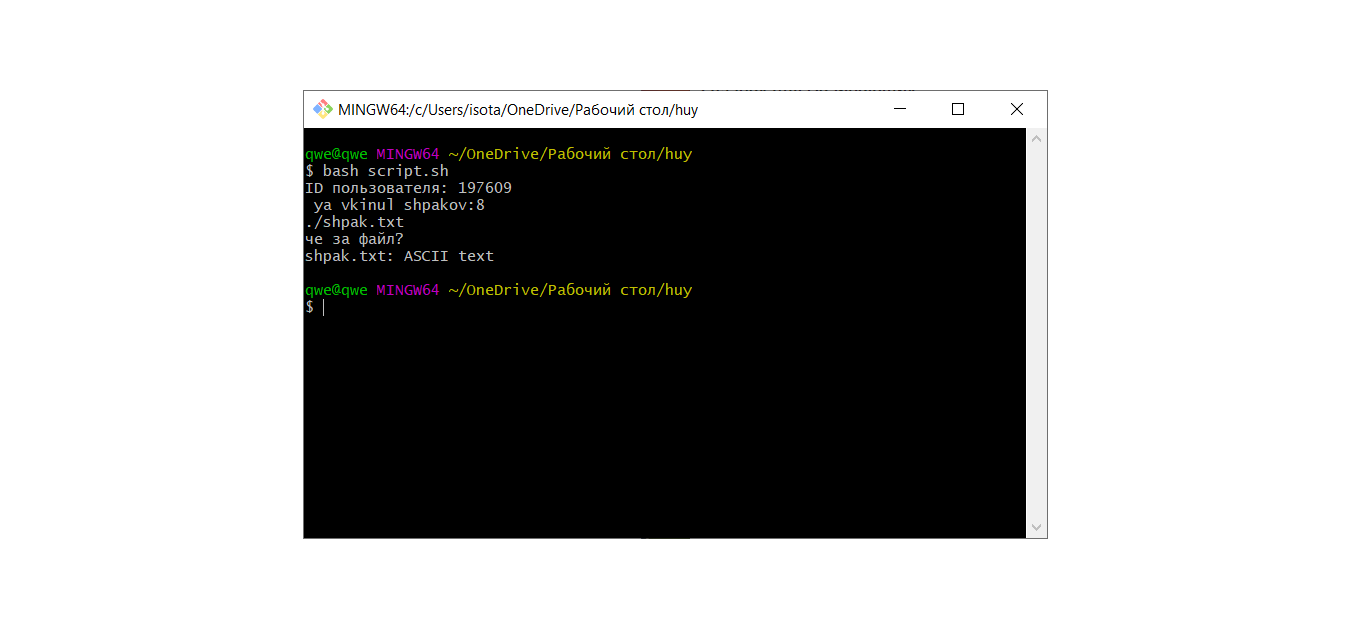 MINGW64:/c/Users/isota/OneDrive/Рабочий стол/huy
qwe@qwe MINGW64 ~/OneDrive/Рабочий стол/huy
$ bash script.sh
ID пользователя: 197609
ya vkinul shpakov:8
./shpak.txt
че за файл?
shpak.txt: ASCII text
qwe@qwe MINGW64 ~/OneDrive/Рабочий стол/huy
$